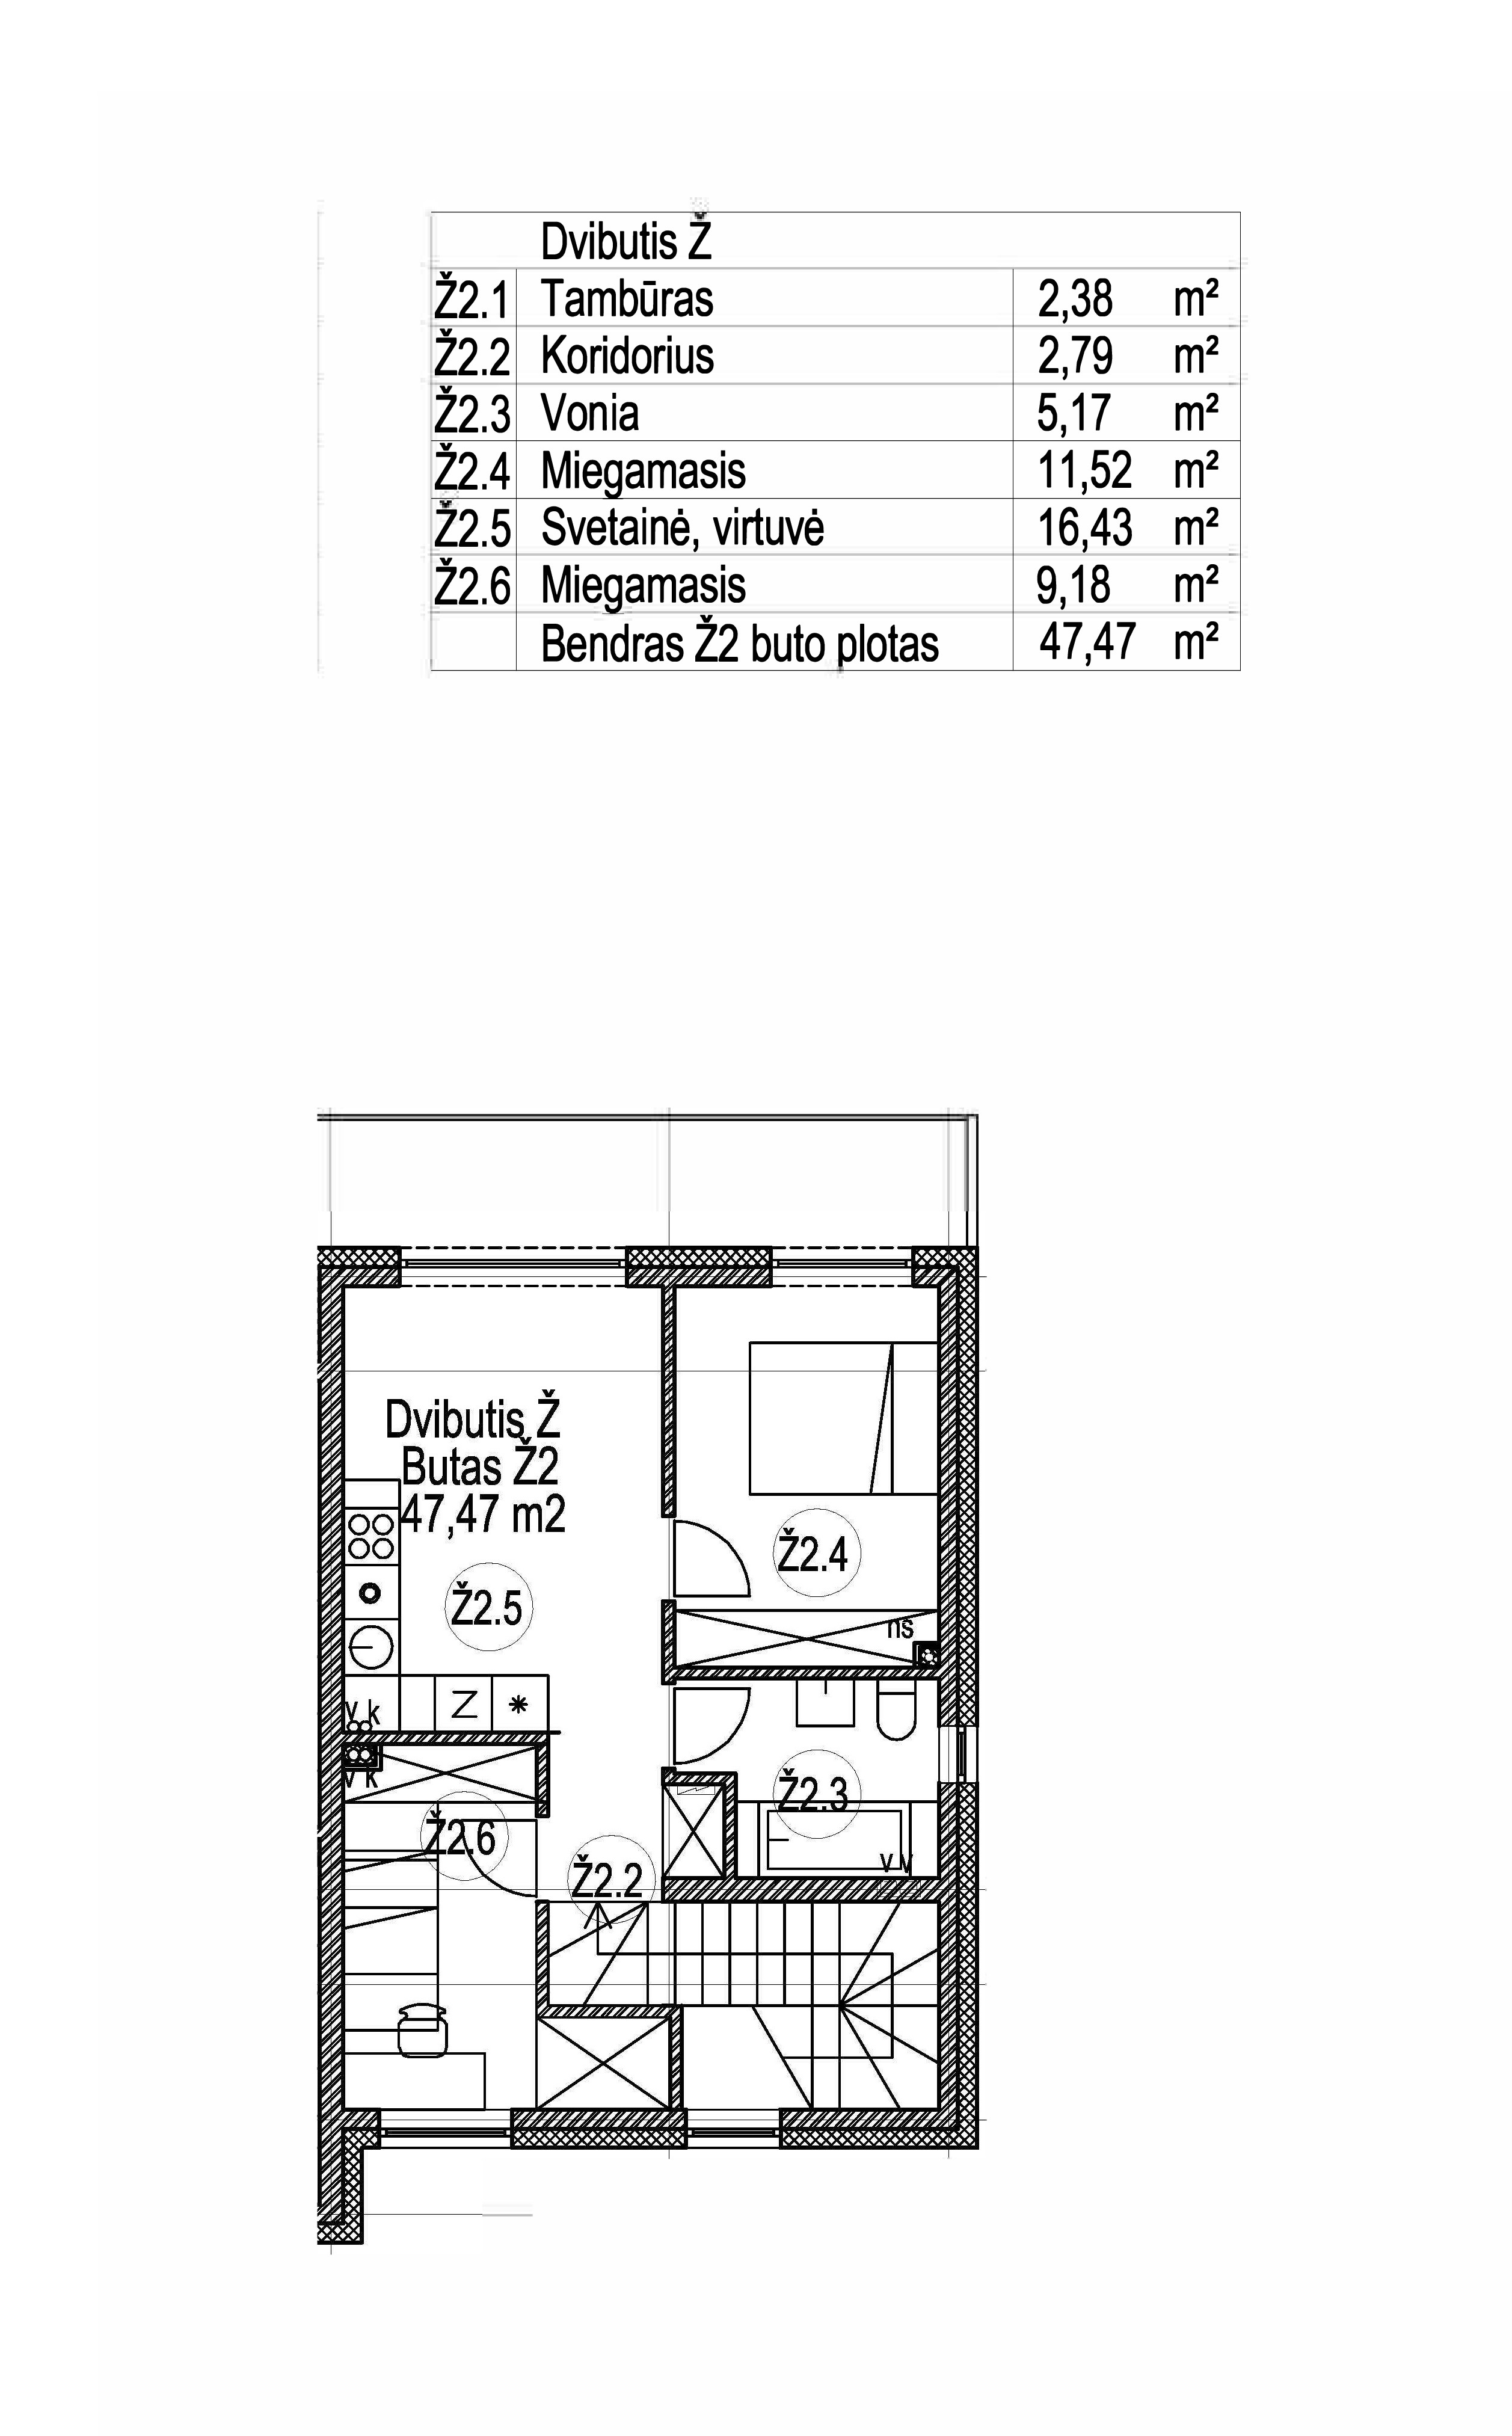 Dvibutis Ž
Ž2.1 Tambūras 2,38 m²
Ž2.2 Koridorius 2,79 m²
Ž2.3 Vonia 5,17 m²
Ž2.4 Miegamasis 11,52 m²
Ž2.5 Svetainė, virtuvė 16,43 m²
Ž2.6 Miegamasis 9,18 m²
Bendras Ž2 buto plotas 47,47 m²
Dvibutis Ž
Butas Ž2
47,47 m2
Ž2.4
Ž2.5
nš
v k
Z *
v k
Ž2.3
Ž2.6
v v
Ž2.2